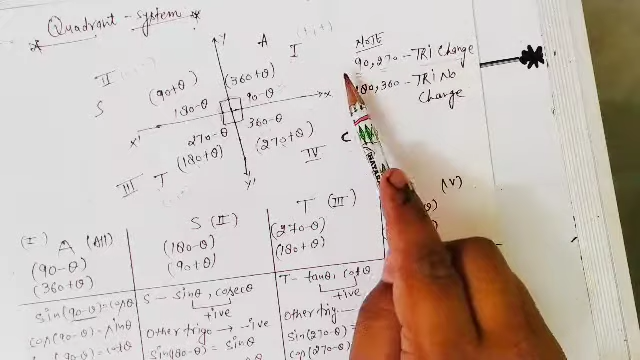 * Quadrant - system *
Y
A
I
(+,+)
II
S
(90+θ)
180-θ
(360+θ)
90-θ
X
X'
270-θ
(180+θ)
360-θ
(270+θ)
III T
IV
C
Y'
NOTE
90, 270 - TRI Change
180, 360 - TRI No
Change
(I) A (All)
(90-θ)
(360+θ)
sin(90-θ)=cosθ
cos(90-θ)=sinθ
S (II)
(180-θ)
(90+θ)
S - sinθ, cosecθ
+ive
Other trigo → -ive
sin(180-θ) = sinθ
T (III)
(270-θ)
(180+θ)
T - tanθ, cotθ
+ive
Other trig
sin(270-θ)=
cos(270-θ)
(IV)
NATARAJ